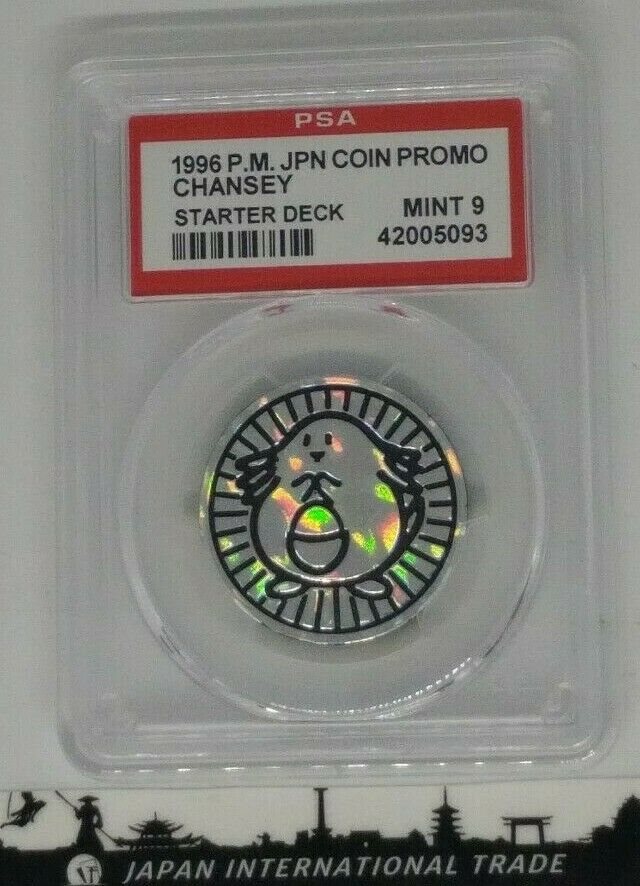 PSA
1996 P.M. JPN COIN PROMO
CHANSEY
STARTER DECK MINT 9
42005093
JAPAN INTERNATIONAL TRADE